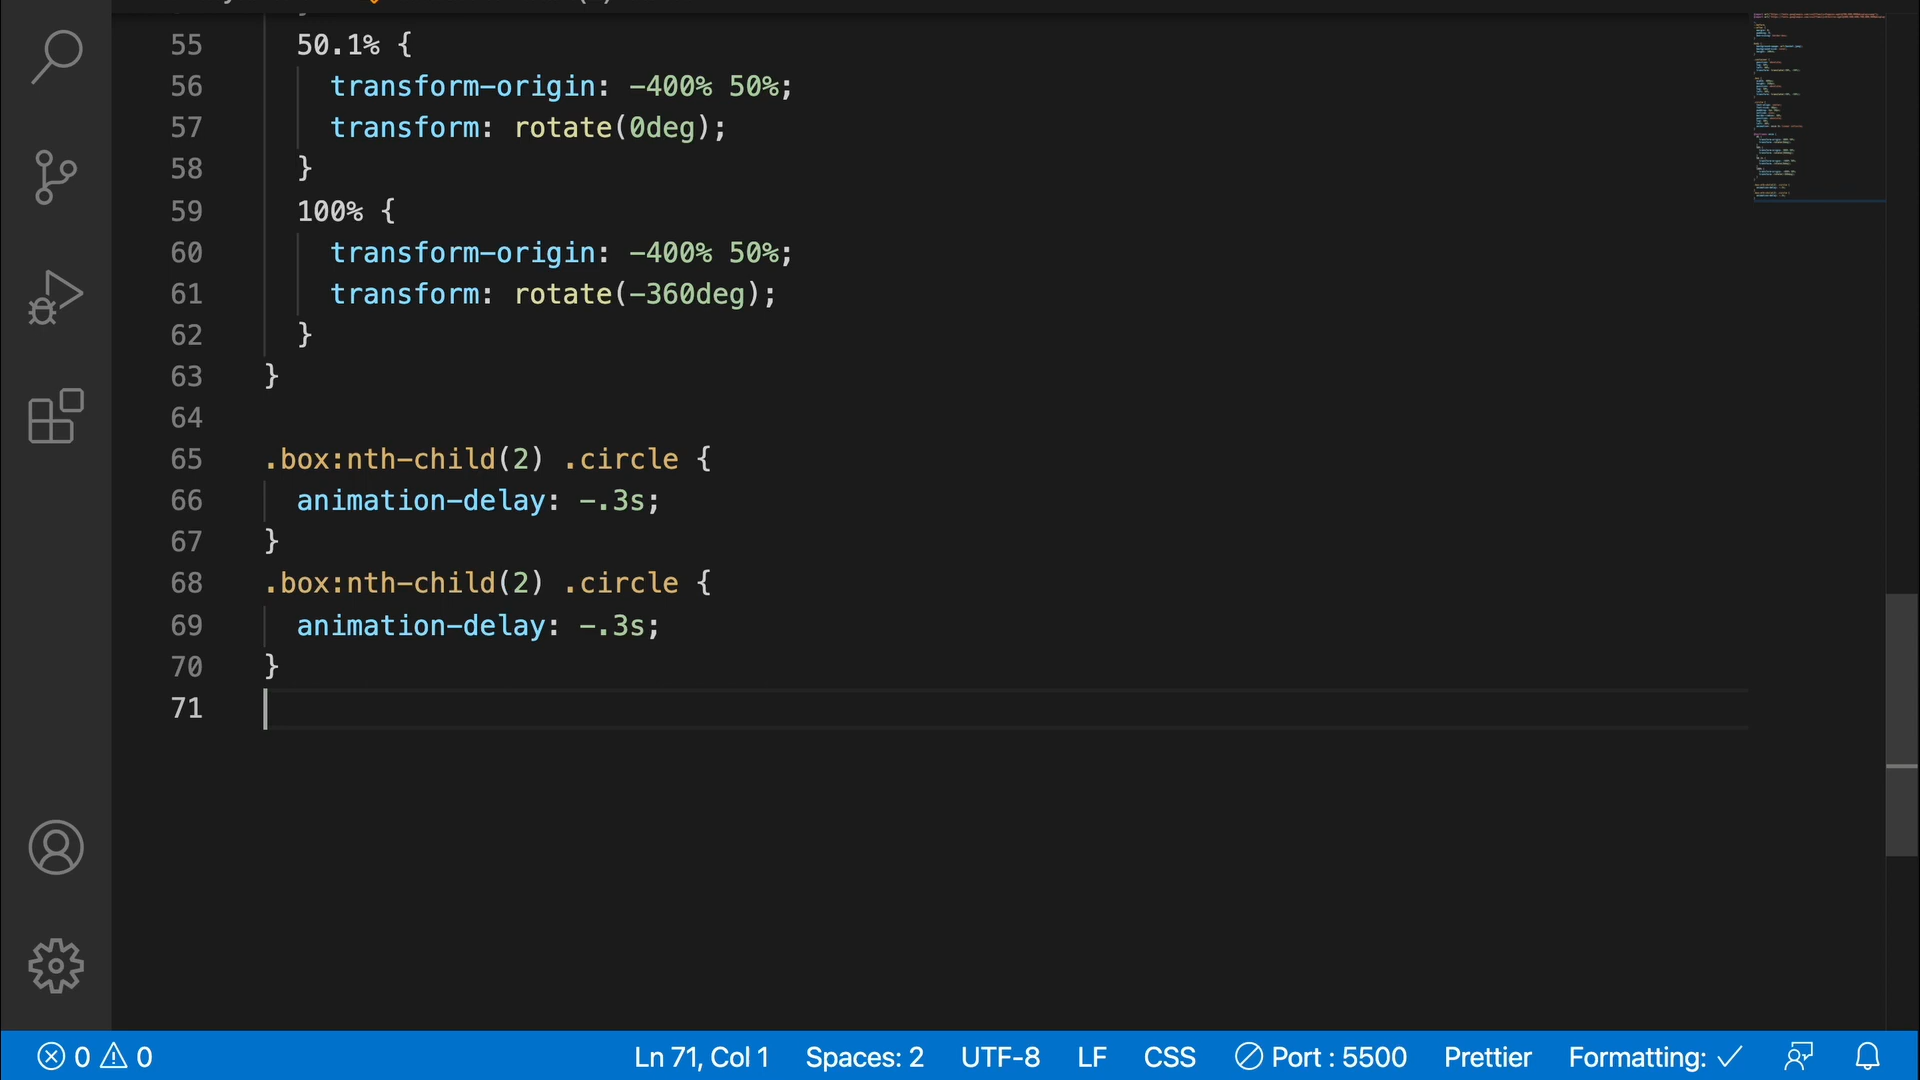 55 50.1% {
56 transform-origin: -400% 50%;
57 transform: rotate(0deg);
58 }
59 100% {
60 transform-origin: -400% 50%;
61 transform: rotate(-360deg);
62 }
63 }
64
65 .box:nth-child(2) .circle {
66 animation-delay: -.3s;
67 }
68 .box:nth-child(2) .circle {
69 animation-delay: -.3s;
70 }
71
0 0 Ln 71, Col 1 Spaces: 2 UTF-8 LF CSS Port : 5500 Prettier Formatting: ✓